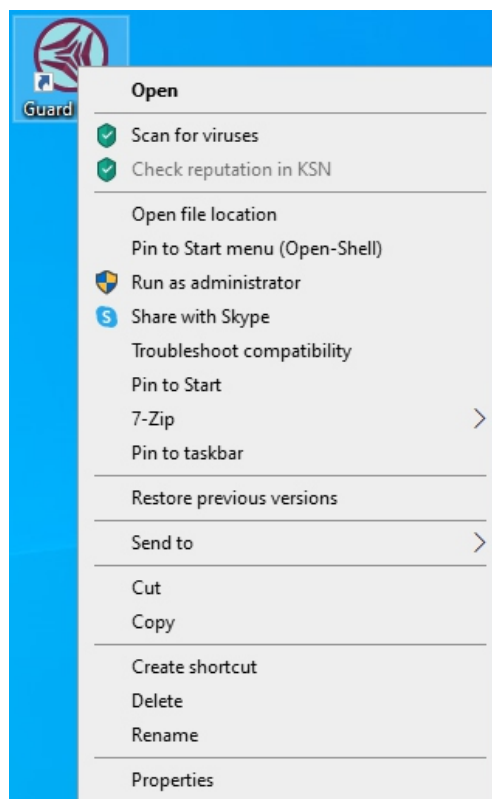 Guard
Open
Scan for viruses
Check reputation in KSN
Open file location
Pin to Start menu (Open-Shell)
Run as administrator
S
Share with Skype
Troubleshoot compatibility
Pin to Start
7-Zip
Pin to taskbar
Restore previous versions
Send to
Cut
Copy
Create shortcut
Delete
Rename
Properties